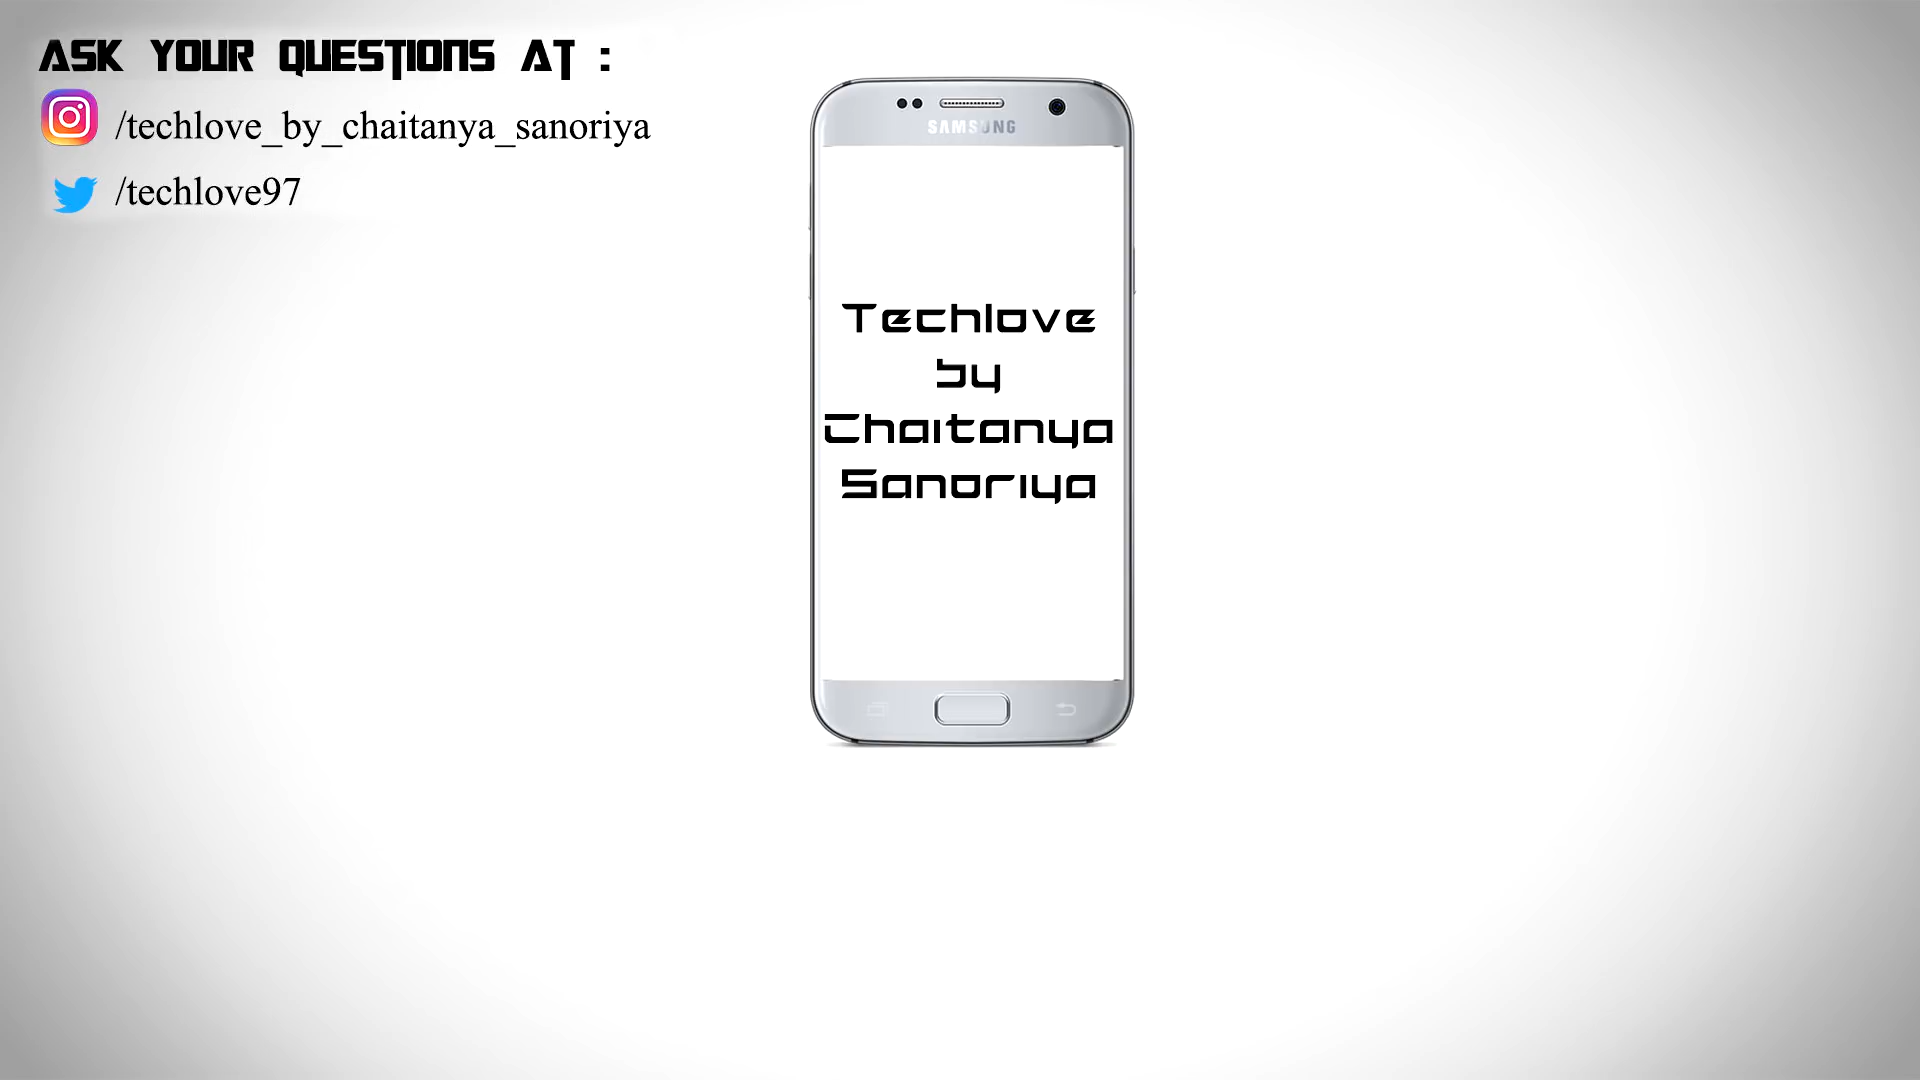 ASK YOUR QUESTIONS AT :
/techlove_by_chaitanya_sanoriya
/techlove97
SAMSUNG
Techlove
by
Chaitanya
Sanoriya